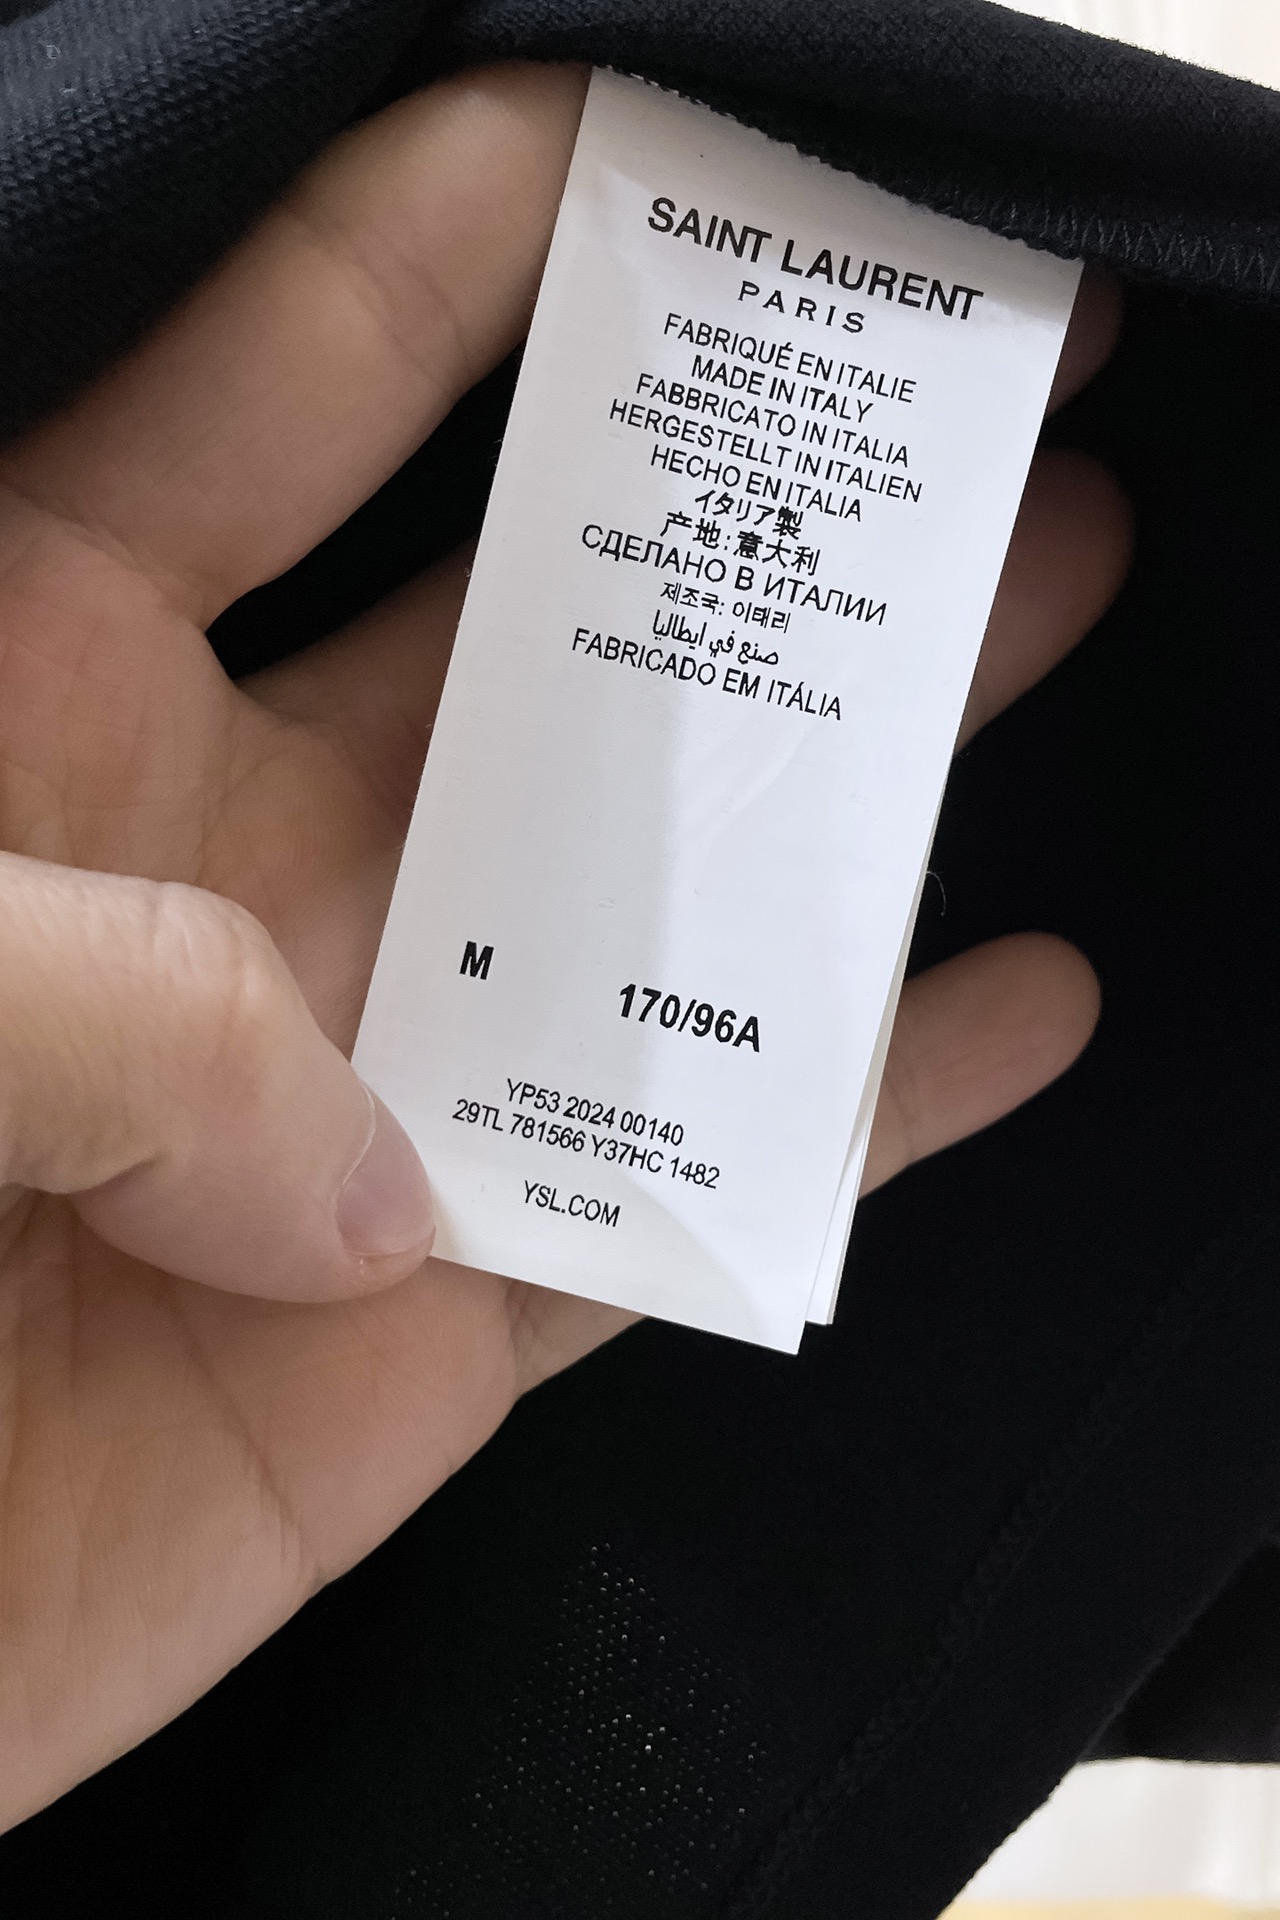 SAINT LAURENT
PARIS
FABRIQUÉ EN ITALIE
MADE IN ITALY
FABBRICATO IN ITALIA
HERGESTELLT IN ITALIEN
HECHO EN ITALIA
イタリア製
产地: 意大利
СДЕЛАНО В ИТАЛИИ
제조국: 이태리
صنع في ايطاليا
FABRICADO EM ITÁLIA
M 170/96A
YP53 2024 00140
29TL 781566 Y37HC 1482
YSL.COM